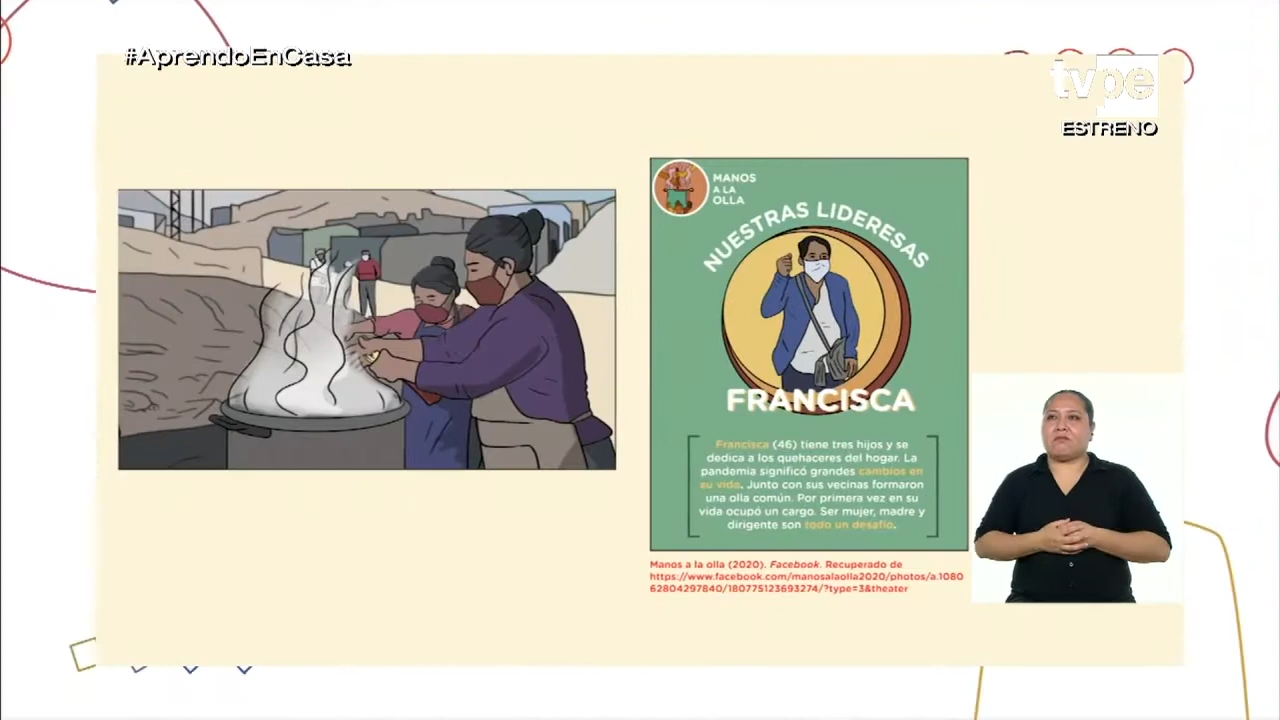 #AprendoEnCasa
tvpe
ESTRENO
MANOS
A LA
OLLA
NUESTRAS LIDERESAS
FRANCISCA
Francisca (46) tiene tres hijos y se
dedica a los quehaceres del hogar. La
pandemia significó grandes cambios en
su vida. Junto con sus vecinas formaron
una olla común. Por primera vez en su
vida ocupó un cargo. Ser mujer, madre y
dirigente son todo un desafío.
Manos a la olla (2020). Facebook. Recuperado de
https://www.facebook.com/manosalaolla2020/photos/a.1080
62804297840/180775123693274/?type=3&theater